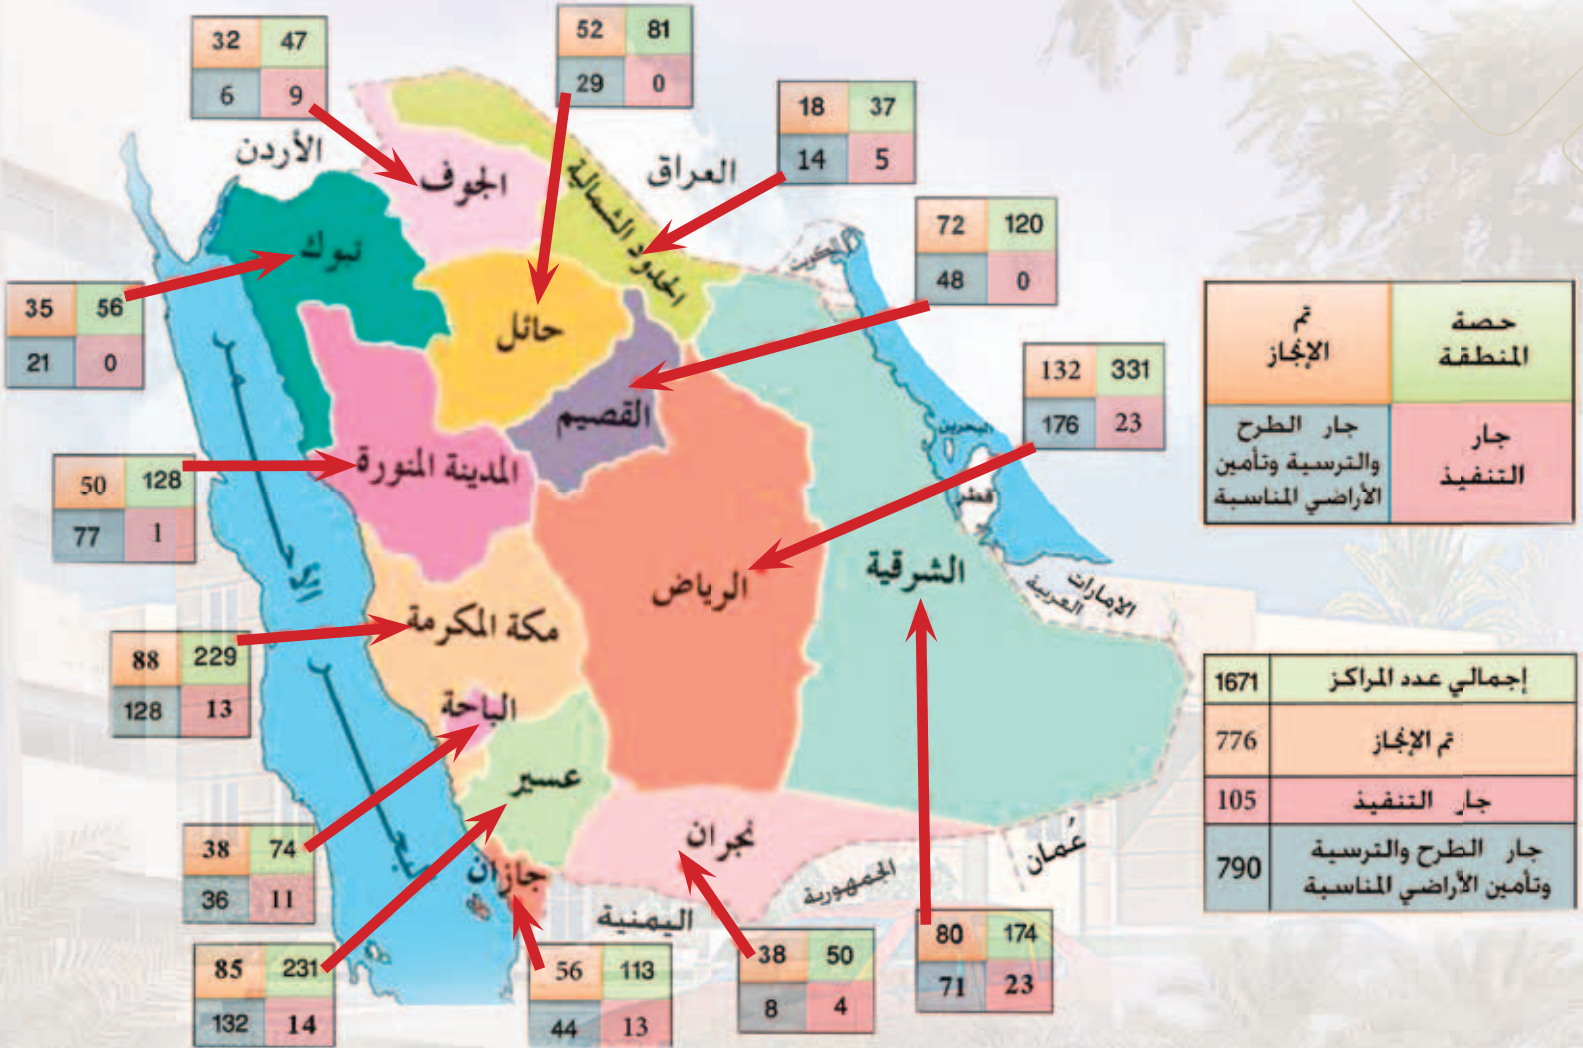 32 47
6 9
52 81
29 0
18 37
14 5
72 120
48 0
35 56
21 0
132 331
176 23
50 128
77 1
88 229
128 13
38 74
36 11
85 231
132 14
56 113
44 13
38 50
8 4
80 174
71 23
الأردن
العراق
الكويت
البحرين
قطر
الإمارات
العربية
عُمان
الجمهورية
اليمنية
الجوف
الحدود الشمالية
تبوك
حائل
القصيم
المدينة المنورة
الرياض
الشرقية
مكة المكرمة
الباحة
عسير
جازان
نجران
حصة
المنطقة
تم
الإنجاز
جار
التنفيذ
جار الطرح
والترسية وتأمين
الأراضي المناسبة
إجمالي عدد المراكز 1671
تم الإنجاز 776
جار التنفيذ 105
جار الطرح والترسية
وتأمين الأراضي المناسبة 790